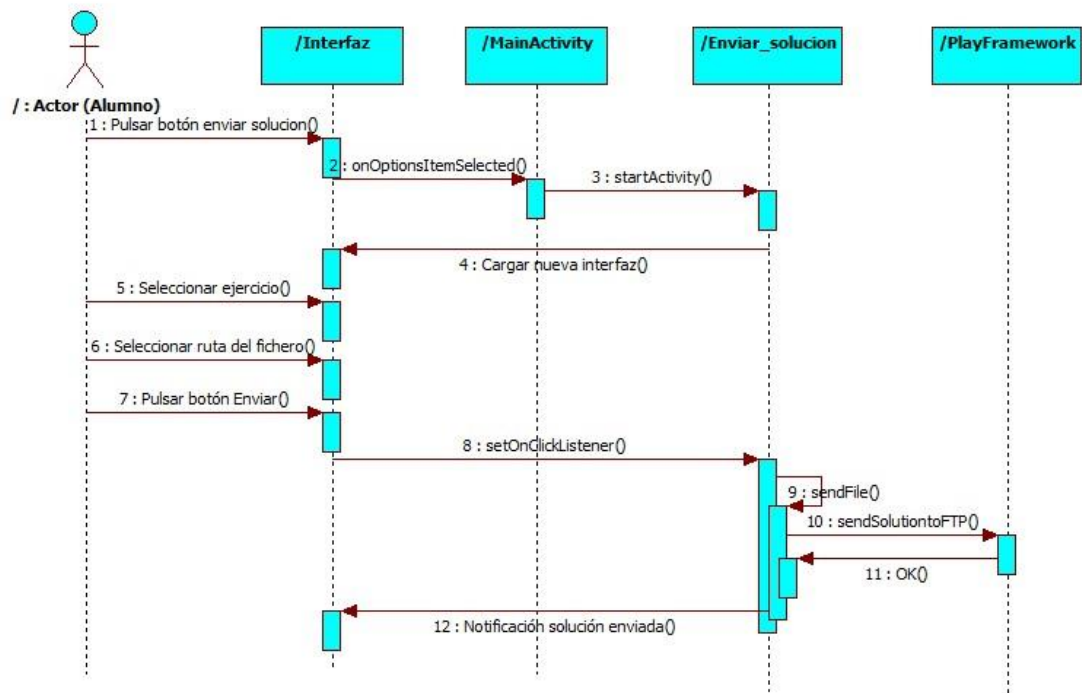 /Interfaz
/MainActivity
/Enviar_solucion
/PlayFramework
/ : Actor (Alumno)
1 : Pulsar botón enviar solucion()
2 : onOptionsItemSelected()
3 : startActivity()
4 : Cargar nueva interfaz()
5 : Seleccionar ejercicio()
6 : Seleccionar ruta del fichero()
7 : Pulsar botón Enviar()
8 : setOnClickListener()
9 : sendFile()
10 : sendSolutiontoFTP()
11 : OK()
12 : Notificación solución enviada()